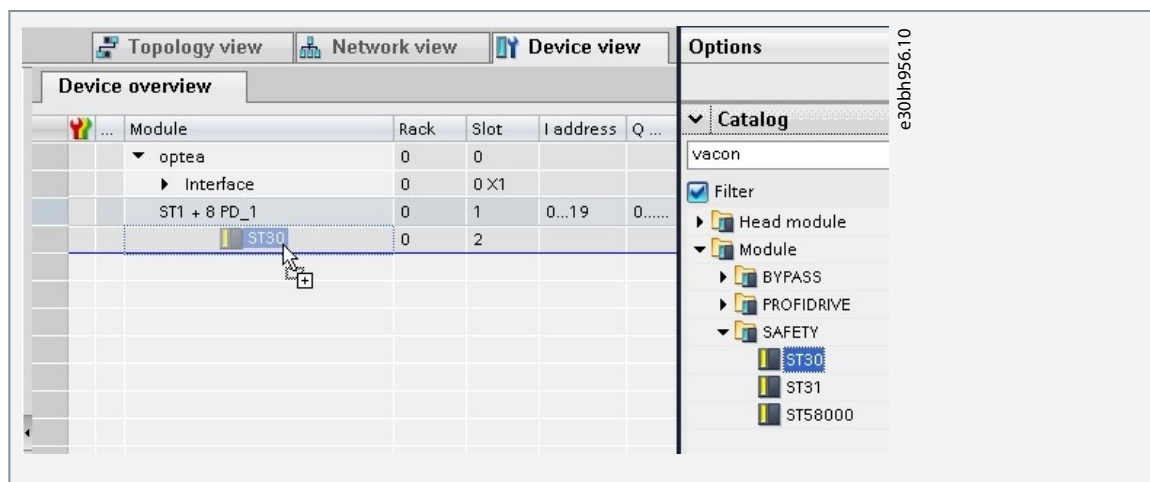 Topology view Network view Device view
Device overview
... Module Rack Slot I address Q ...
optea 0 0
Interface 0 0 X1
ST1 + 8 PD_1 0 1 0...19 0......
ST30 0 2
Options
Catalog
vacon
Filter
Head module
Module
BYPASS
PROFIDRIVE
SAFETY
ST30
ST31
ST58000
e30bh956.10